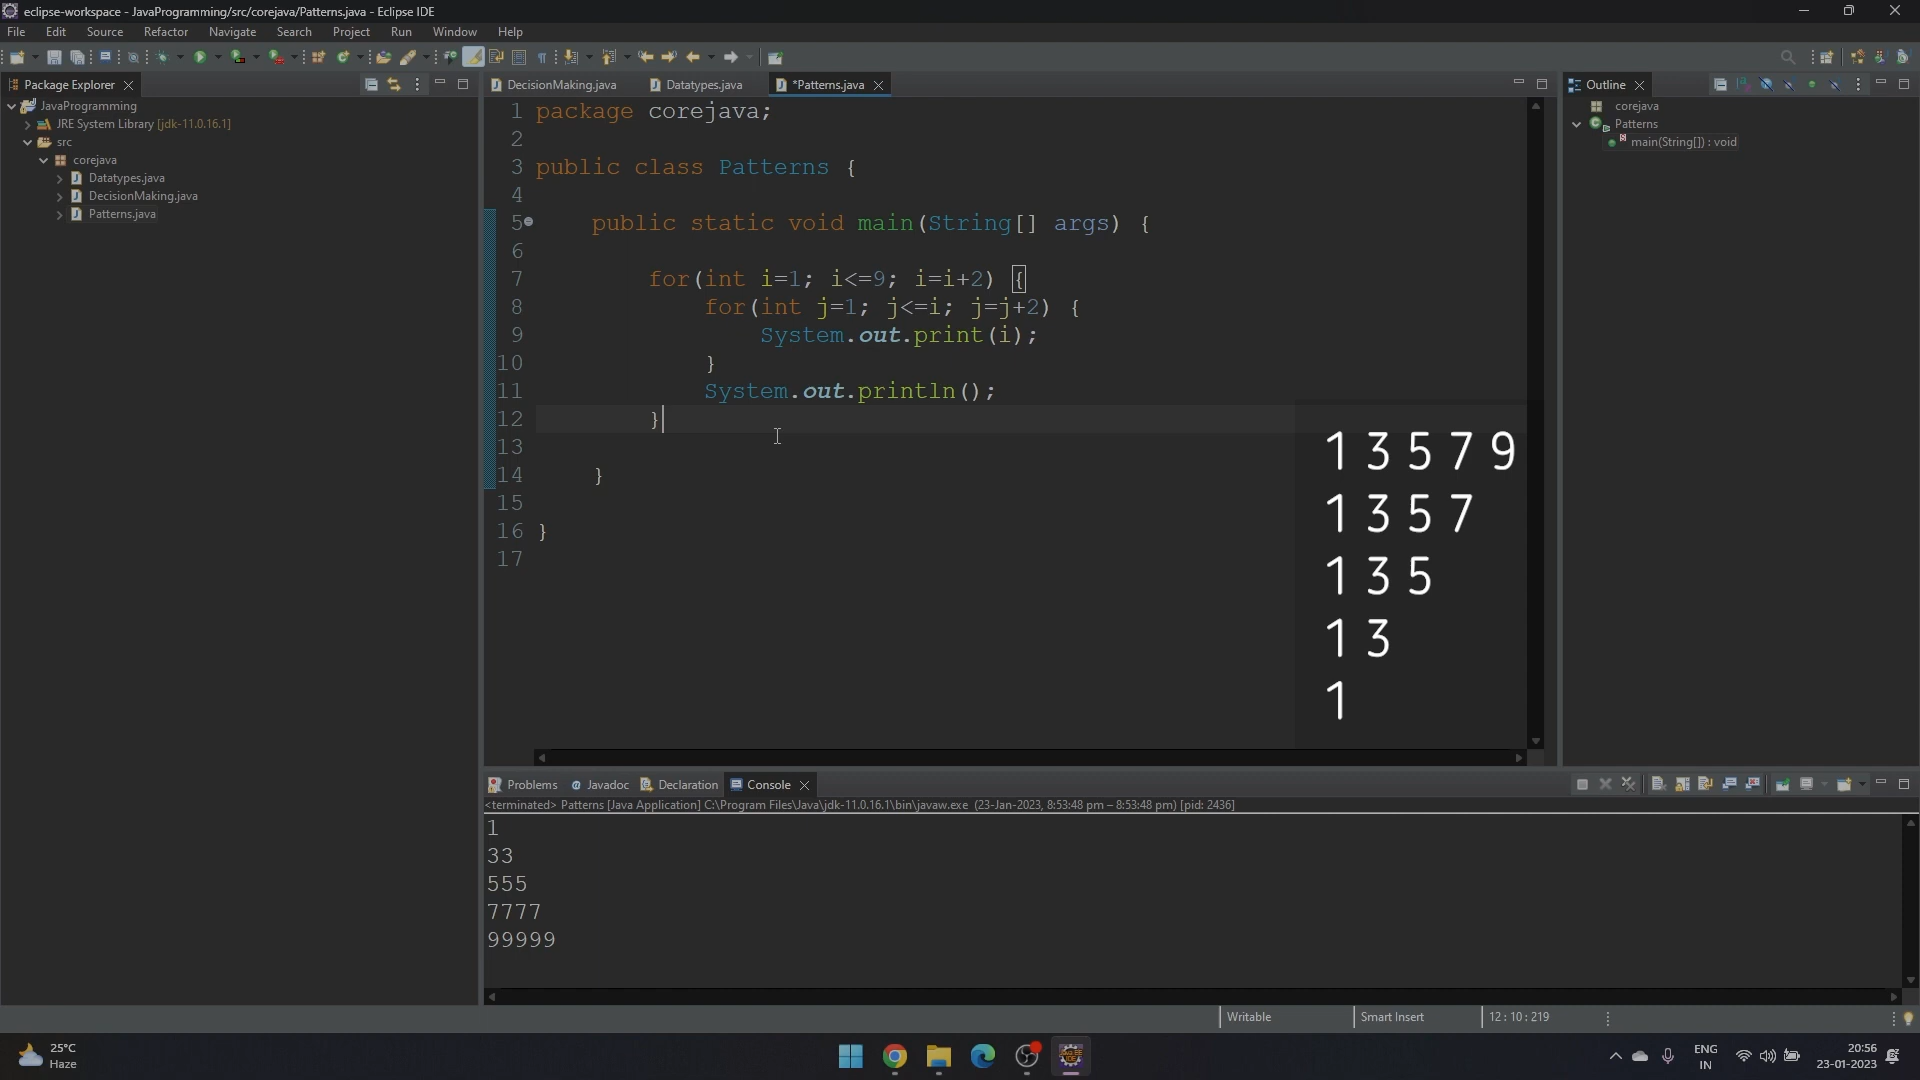 eclipse-workspace - JavaProgramming/src/corejava/Patterns.java - Eclipse IDE
File Edit Source Refactor Navigate Search Project Run Window Help
Package Explorer
JavaProgramming
JRE System Library [jdk-11.0.16.1]
src
corejava
Datatypes.java
DecisionMaking.java
Patterns.java
DecisionMaking.java Datatypes.java *Patterns.java
1 package corejava;
2
3 public class Patterns {
4
5 public static void main(String[] args) {
6
7 for(int i=1; i<=9; i=i+2) {
8 for(int j=1; j<=i; j=j+2) {
9 System.out.print(i);
10 }
11 System.out.println();
12 }
13
14 }
15
16 }
17
1 3 5 7 9
1 3 5 7
1 3 5
1 3
1
Outline
corejava
Patterns
main(String[]) : void
Problems Javadoc Declaration Console
<terminated> Patterns [Java Application] C:\Program Files\Java\jdk-11.0.16.1\bin\javaw.exe (23-Jan-2023, 8:53:48 pm – 8:53:48 pm) [pid: 2436]
1
33
555
7777
99999
Writable Smart Insert 12 : 10 : 219
25°C
Haze
ENG
IN
20:56
23-01-2023